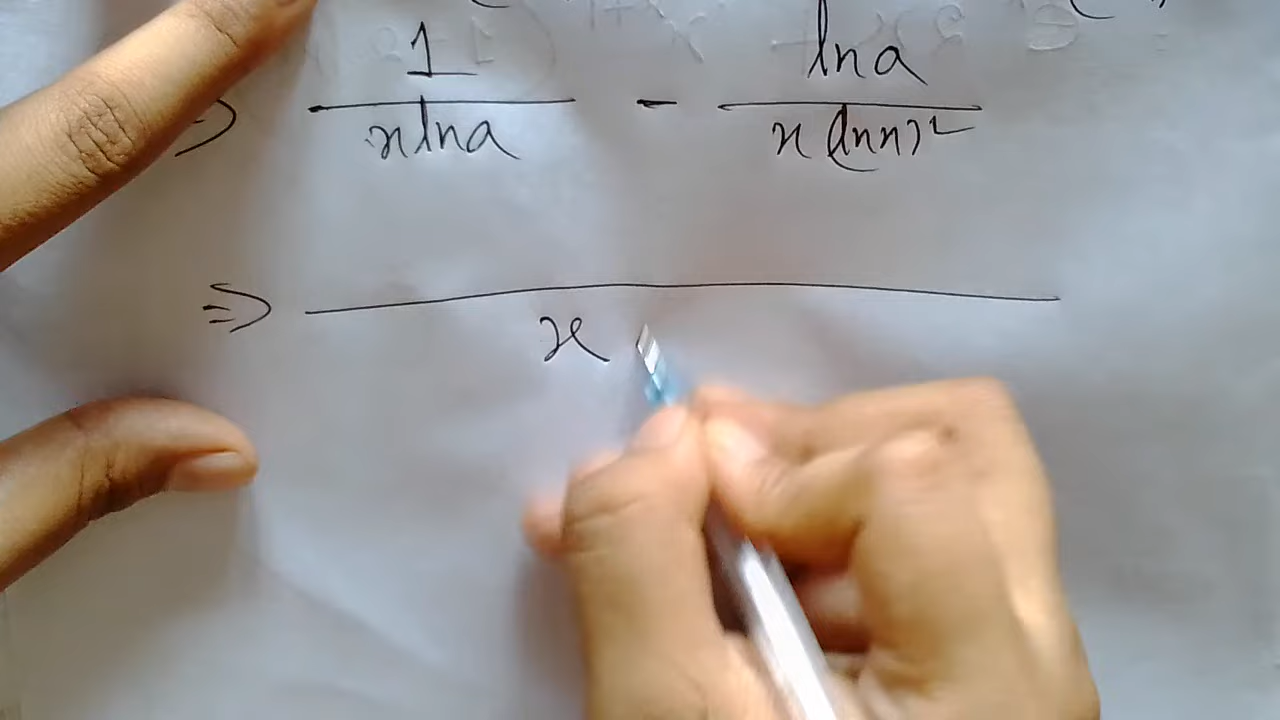 ⇒ 1/(x ln a) - ln a/(x (ln x)²)
⇒ x